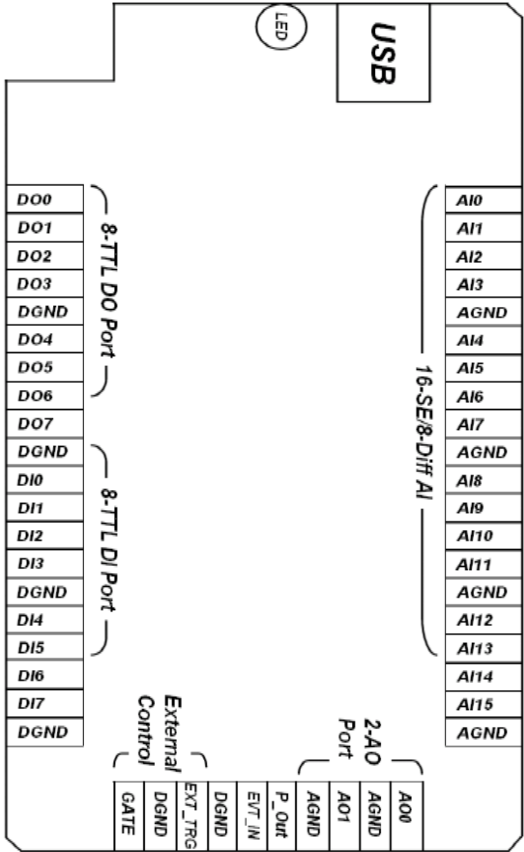 LED
USB
DO0
DO1
DO2
DO3
DGND
DO4
DO5
DO6
DO7
DGND
DI0
DI1
DI2
DI3
DGND
DI4
DI5
DI6
DI7
DGND
8-TTL DO Port
8-TTL DI Port
16-SE/8-Diff AI
AI0
AI1
AI2
AI3
AGND
AI4
AI5
AI6
AI7
AGND
AI8
AI9
AI10
AI11
AGND
AI12
AI13
AI14
AI15
AGND
External
Control
2-AO
Port
GATE
DGND
EXT_TRG
DGND
EVT_IN
P_Out
AGND
AO1
AGND
AO0